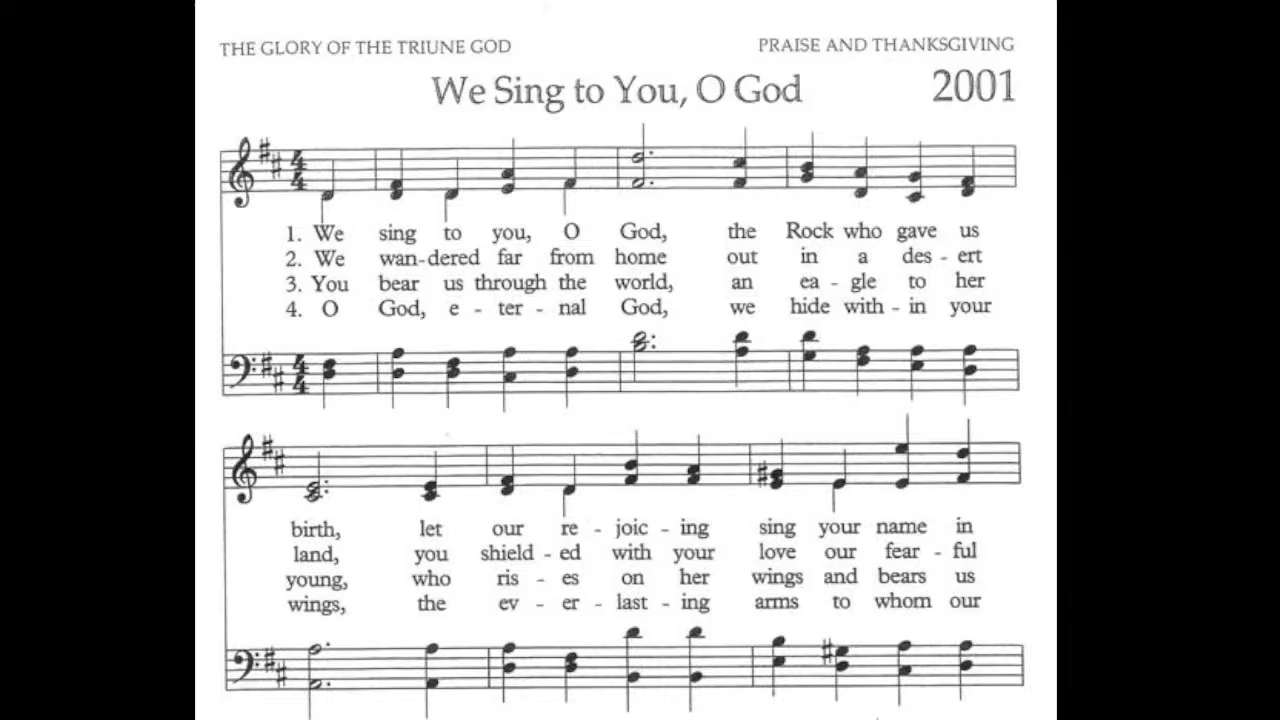 THE GLORY OF THE TRIUNE GOD PRAISE AND THANKSGIVING
We Sing to You, O God 2001
1. We sing to you, O God, the Rock who gave us
2. We wan-dered far from home out in a des - ert
3. You bear us through the world, an ea - gle to her
4. O God, e - ter - nal God, we hide with - in your
birth, let our re - joic - ing sing your name in
land, you shield - ed with your love our fear - ful
young, who ris - es on her wings and bears us
wings, the ev - er - last - ing arms to whom our